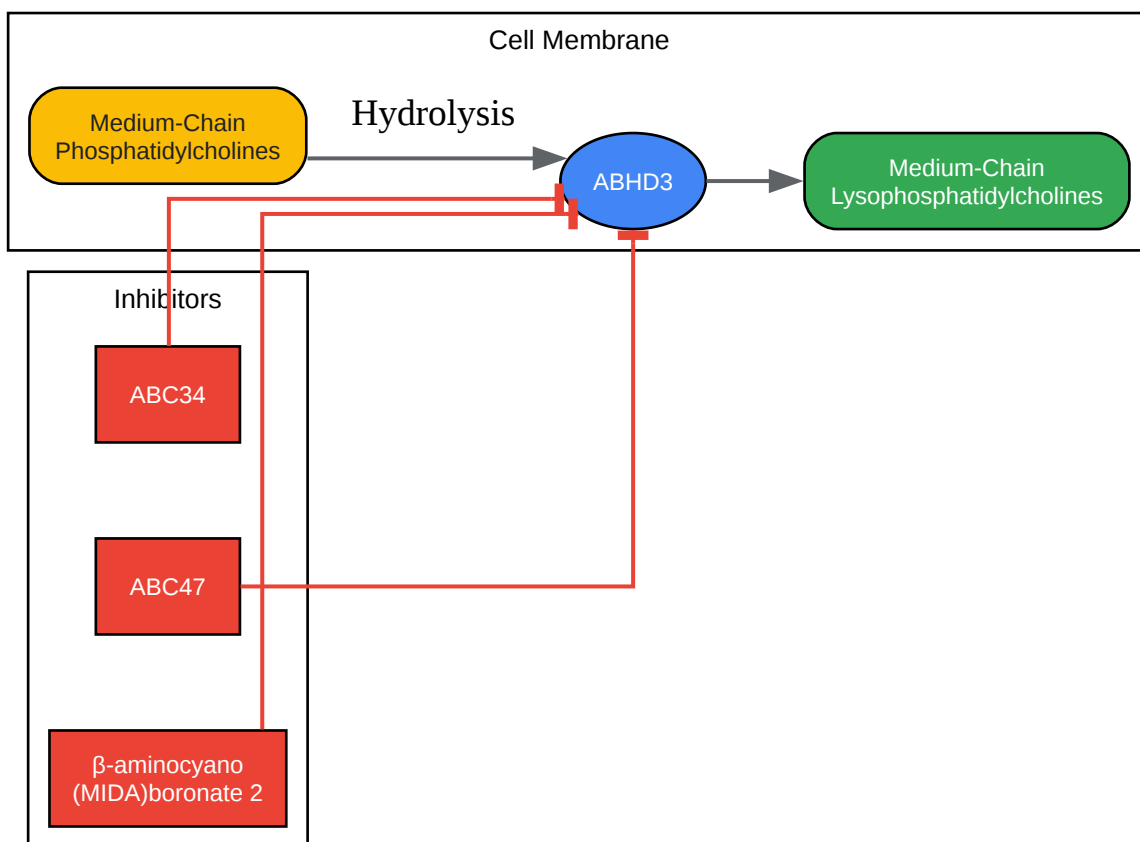 Cell Membrane
Medium-Chain
Phosphatidylcholines
Hydrolysis
ABHD3
Medium-Chain
Lysophosphatidylcholines
Inhibitors
ABC34
ABC47
β-aminocyano
(MIDA)boronate 2